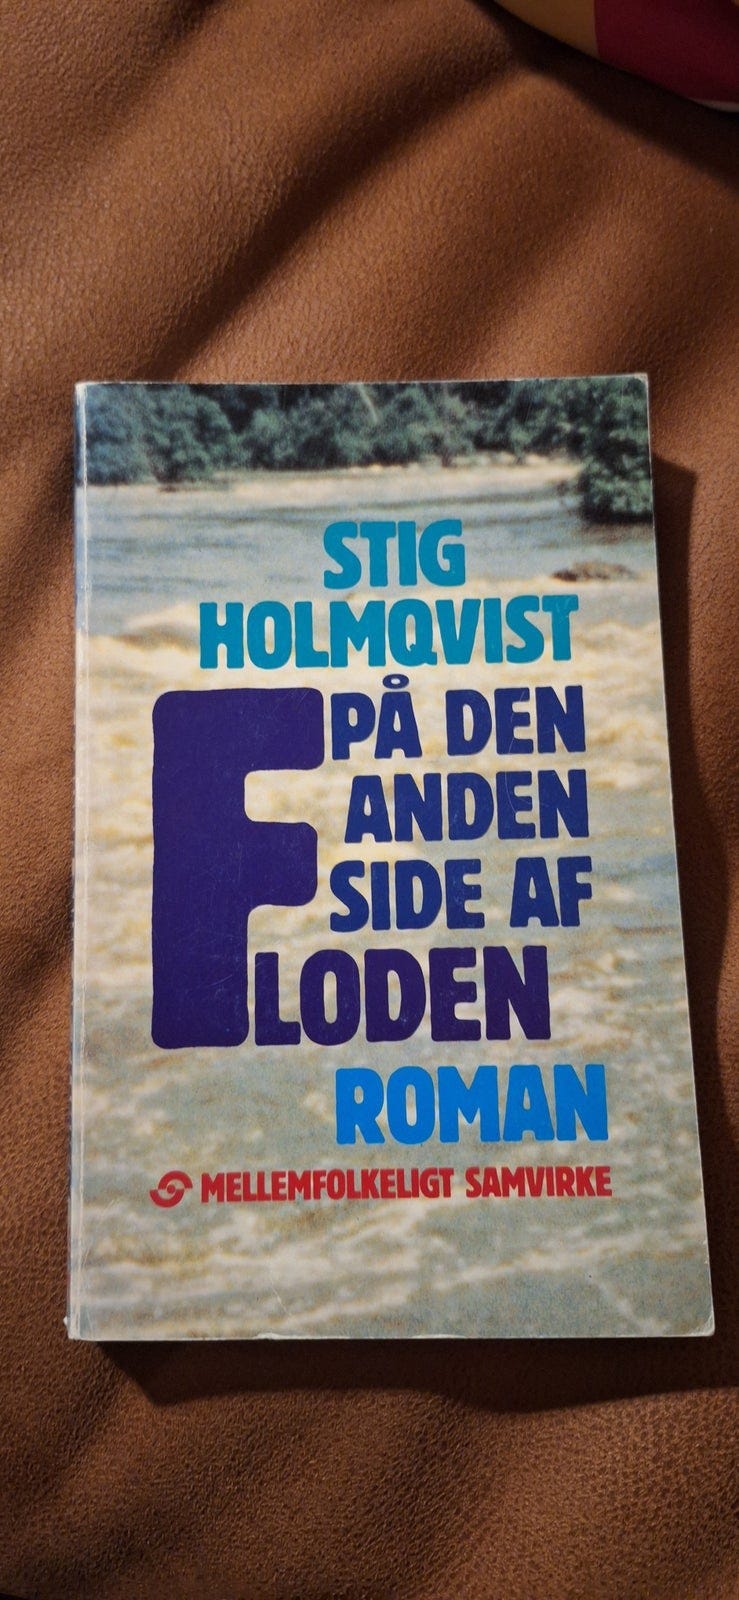 STIG
HOLMQVIST
PÅ DEN
ANDEN
SIDE AF
FLODEN
ROMAN
MELLEMFOLKELIGT SAMVIRKE